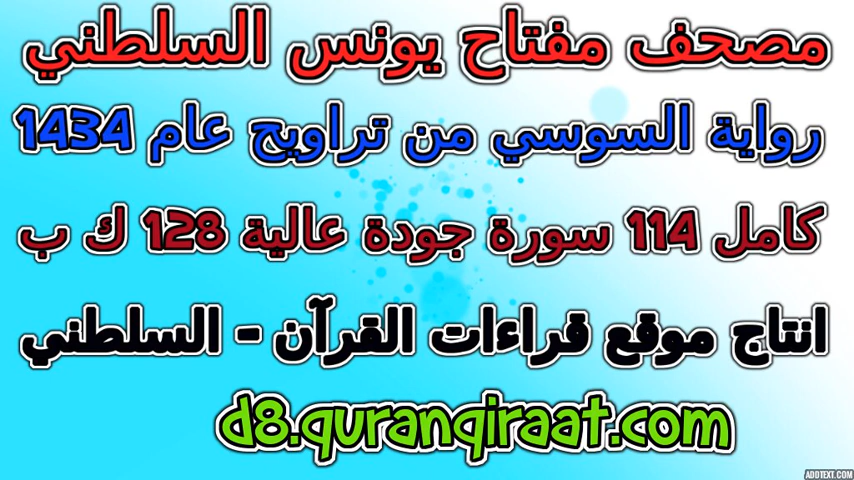 مصحف مفتاح يونس السلطني
رواية السوسي من تراويح عام 1434
كامل 114 سورة جودة عالية 128 ك ب
انتاج موقع قراءات القرآن - السلطني
d8.quranqiraat.com
ADDTEXT.COM